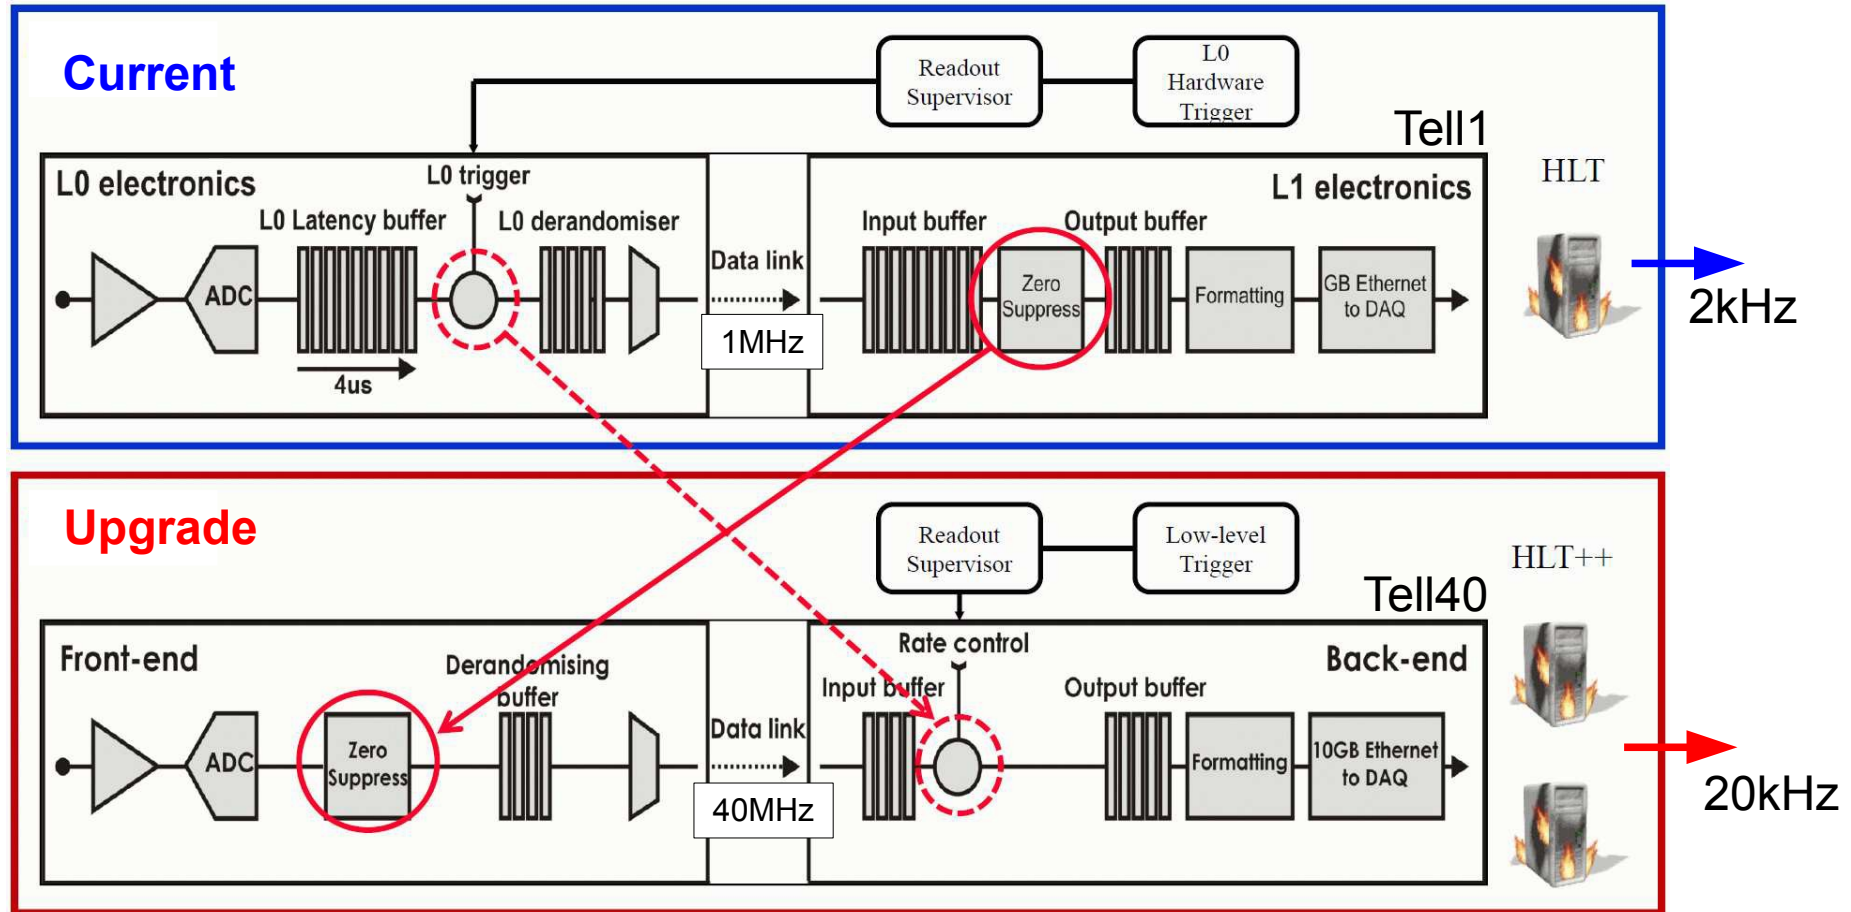 Current
Readout
Supervisor
L0
Hardware
Trigger
Tell1
L0 electronics
L0 trigger
L0 Latency buffer
L0 derandomiser
ADC
4us
Data link
1MHz
L1 electronics
Input buffer
Output buffer
Zero
Suppress
Formatting
GB Ethernet
to DAQ
HLT
2kHz
Upgrade
Readout
Supervisor
Low-level
Trigger
Tell40
HLT++
Front-end
Derandomising
buffer
ADC
Zero
Suppress
Data link
40MHz
Rate control
Back-end
Input buffer
Output buffer
Formatting
10GB Ethernet
to DAQ
20kHz